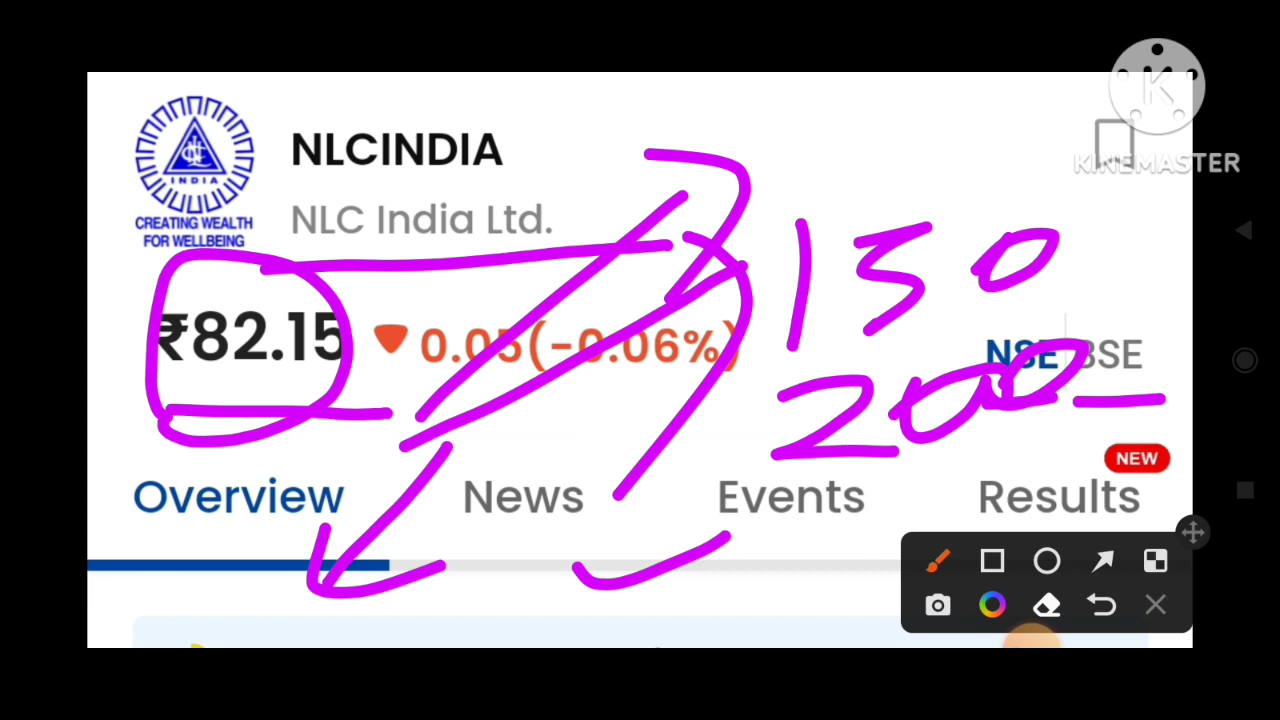 NLCINDIA
KINEMASTER
INDIA
CREATING WEALTH
FOR WELLBEING
NLC India Ltd.
₹82.15
0.05(-0.06%)
150
NSE
BSE
200
NEW
Overview
News
Events
Results